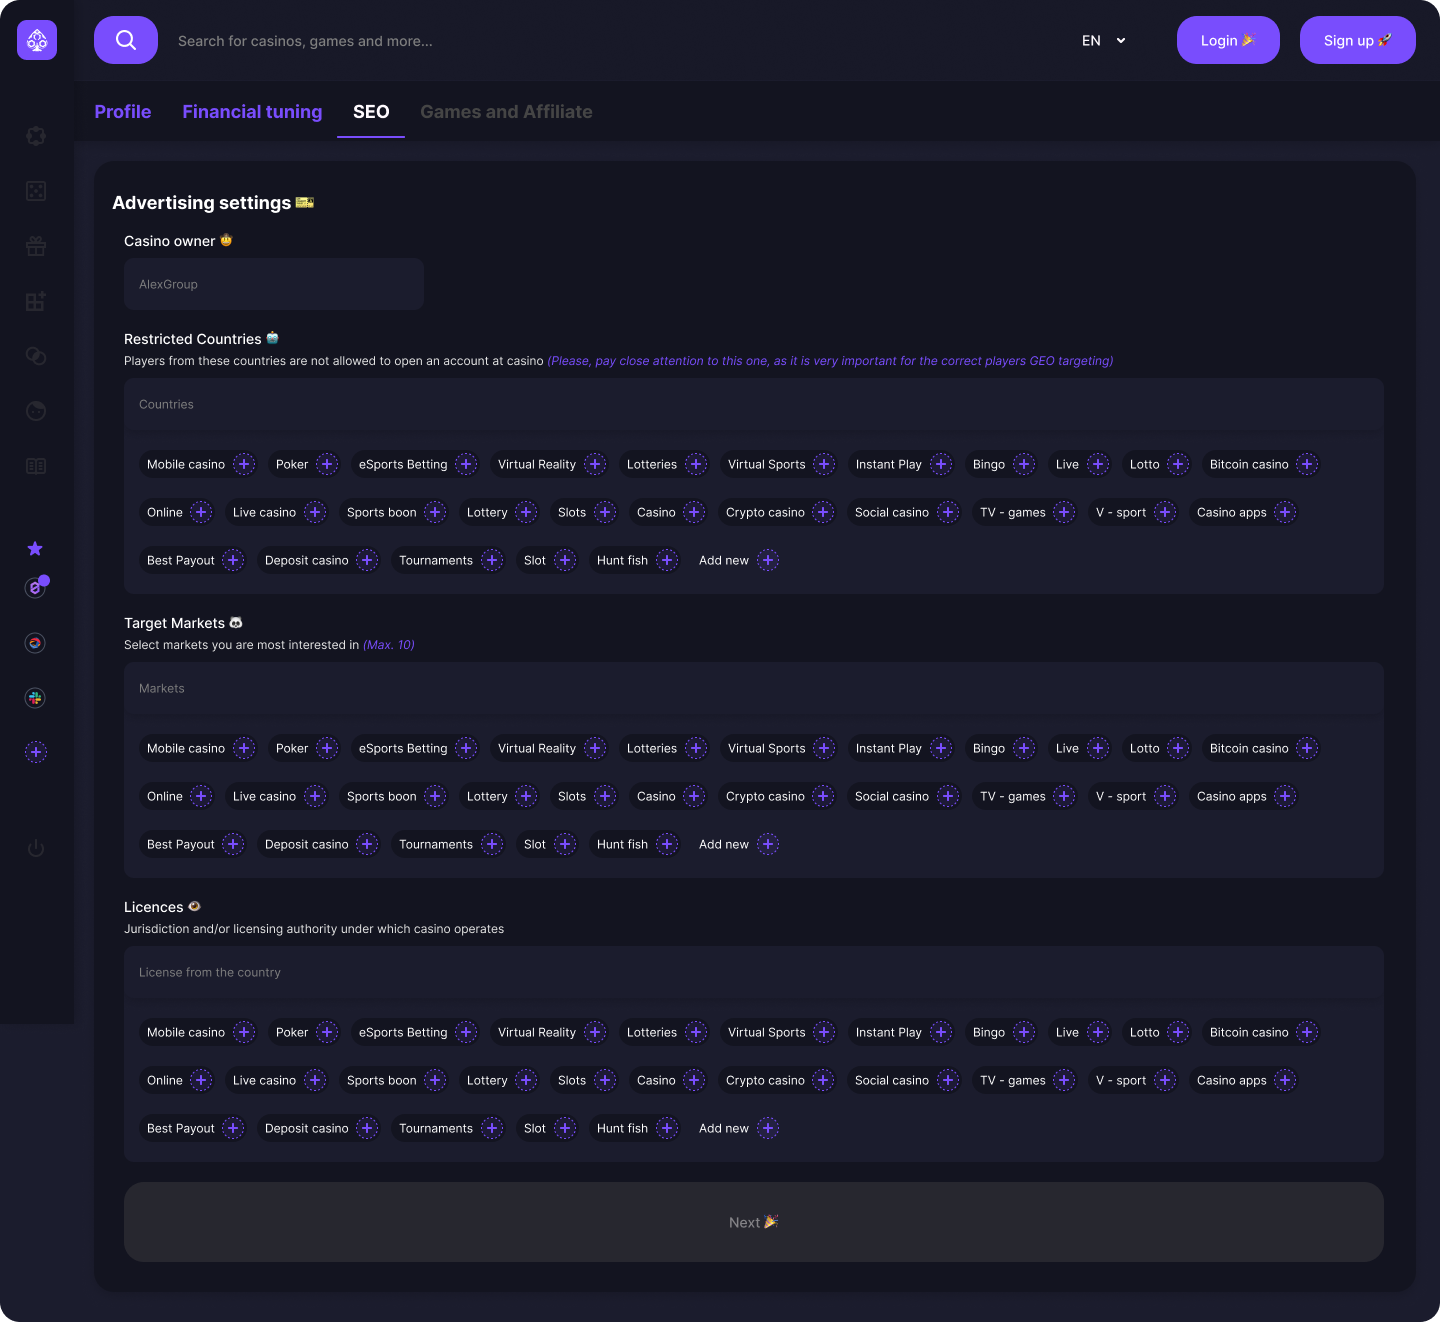 Search for casinos, games and more...
EN
Login
Sign up
Profile
Financial tuning
SEO
Games and Affiliate
Advertising settings
Casino owner
AlexGroup
Restricted Countries
Players from these countries are not allowed to open an account at casino (Please, pay close attention to this one, as it is very important for the correct players GEO targeting)
Countries
Mobile casino Poker eSports Betting Virtual Reality Lotteries Virtual Sports Instant Play Bingo Live Lotto Bitcoin casino
Online Live casino Sports boon Lottery Slots Casino Crypto casino Social casino TV - games V - sport Casino apps
Best Payout Deposit casino Tournaments Slot Hunt fish Add new
Target Markets
Select markets you are most interested in (Max. 10)
Markets
Mobile casino Poker eSports Betting Virtual Reality Lotteries Virtual Sports Instant Play Bingo Live Lotto Bitcoin casino
Online Live casino Sports boon Lottery Slots Casino Crypto casino Social casino TV - games V - sport Casino apps
Best Payout Deposit casino Tournaments Slot Hunt fish Add new
Licences
Jurisdiction and/or licensing authority under which casino operates
License from the country
Mobile casino Poker eSports Betting Virtual Reality Lotteries Virtual Sports Instant Play Bingo Live Lotto Bitcoin casino
Online Live casino Sports boon Lottery Slots Casino Crypto casino Social casino TV - games V - sport Casino apps
Best Payout Deposit casino Tournaments Slot Hunt fish Add new
Next